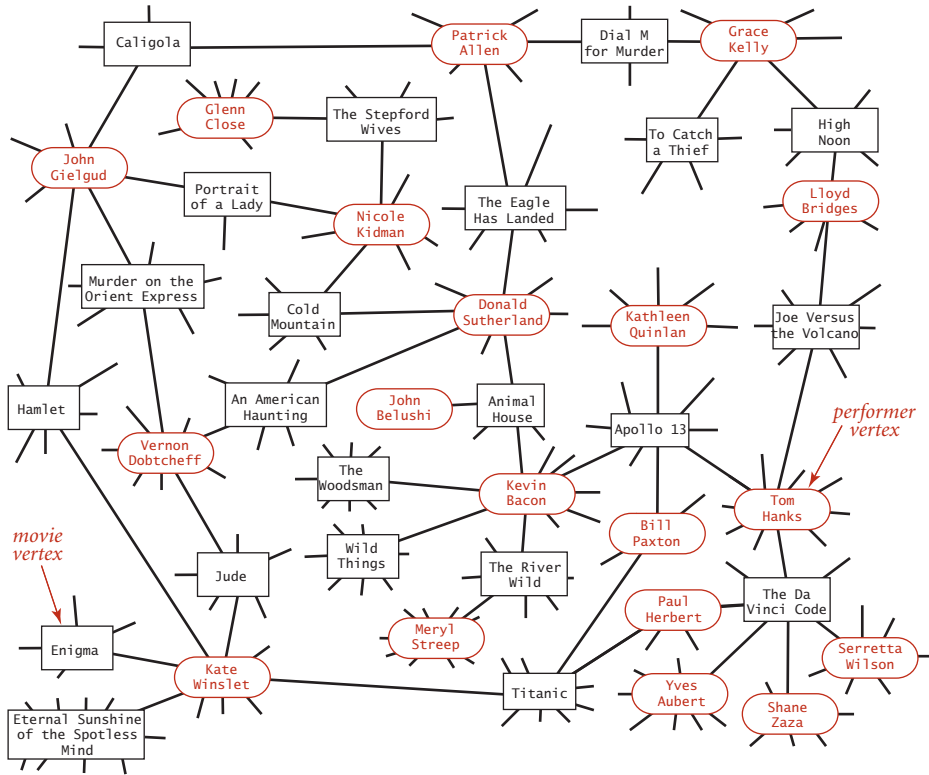 Caligola
Patrick
Allen
Dial M
for Murder
Grace
Kelly
Glenn
Close
The Stepford
Wives
To Catch
a Thief
High
Noon
John
Gielgud
Portrait
of a Lady
Nicole
Kidman
The Eagle
Has Landed
Lloyd
Bridges
Murder on the
Orient Express
Cold
Mountain
Donald
Sutherland
Kathleen
Quinlan
Joe Versus
the Volcano
Hamlet
An American
Haunting
John
Belushi
Animal
House
Apollo 13
performer
vertex
Vernon
Dobtcheff
The
Woodsman
Kevin
Bacon
Tom
Hanks
movie
vertex
Jude
Wild
Things
The River
Wild
Bill
Paxton
Enigma
Meryl
Streep
Paul
Herbert
The Da
Vinci Code
Serretta
Wilson
Kate
Winslet
Titanic
Yves
Aubert
Shane
Zaza
Eternal Sunshine
of the Spotless
Mind